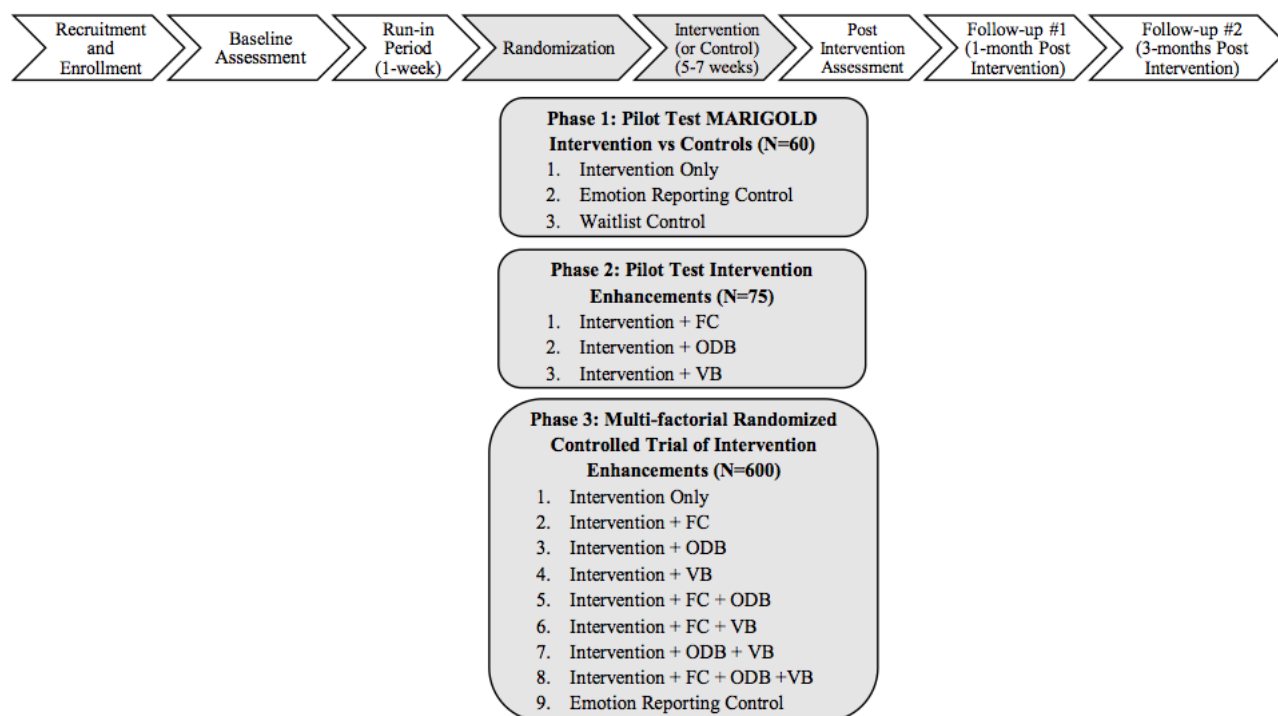 Recruitment
and
Enrollment
Baseline
Assessment
Run-in
Period
(1-week)
Randomization
Intervention
(or Control)
(5-7 weeks)
Post
Intervention
Assessment
Follow-up #1
(1-month Post
Intervention)
Follow-up #2
(3-months Post
Intervention)
Phase 1: Pilot Test MARIGOLD
Intervention vs Controls (N=60)
1. Intervention Only
2. Emotion Reporting Control
3. Waitlist Control
Phase 2: Pilot Test Intervention
Enhancements (N=75)
1. Intervention + FC
2. Intervention + ODB
3. Intervention + VB
Phase 3: Multi-factorial Randomized
Controlled Trial of Intervention
Enhancements (N=600)
1. Intervention Only
2. Intervention + FC
3. Intervention + ODB
4. Intervention + VB
5. Intervention + FC + ODB
6. Intervention + FC + VB
7. Intervention + ODB + VB
8. Intervention + FC + ODB +VB
9. Emotion Reporting Control